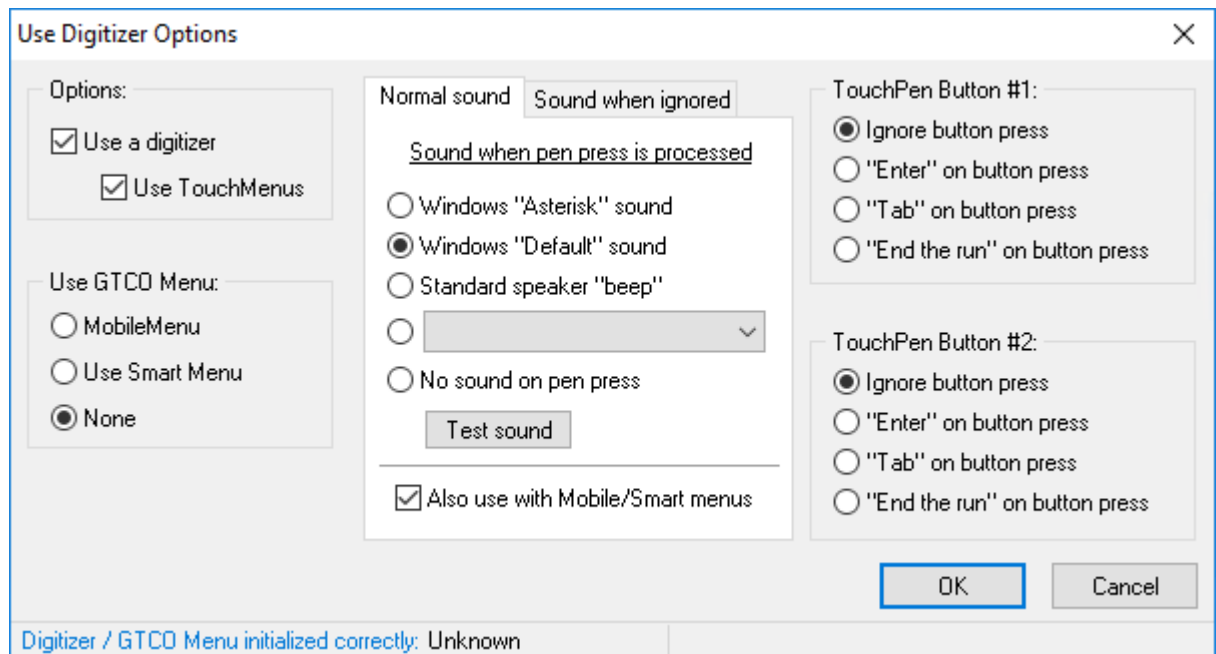 Use Digitizer Options
Options:
Use a digitizer
Use TouchMenus
Use GTCO Menu:
MobileMenu
Use Smart Menu
None
Normal sound
Sound when ignored
Sound when pen press is processed
Windows "Asterisk" sound
Windows "Default" sound
Standard speaker "beep"
No sound on pen press
Test sound
Also use with Mobile/Smart menus
TouchPen Button #1:
Ignore button press
"Enter" on button press
"Tab" on button press
"End the run" on button press
TouchPen Button #2:
Ignore button press
"Enter" on button press
"Tab" on button press
"End the run" on button press
OK
Cancel
Digitizer / GTCO Menu initialized correctly: Unknown